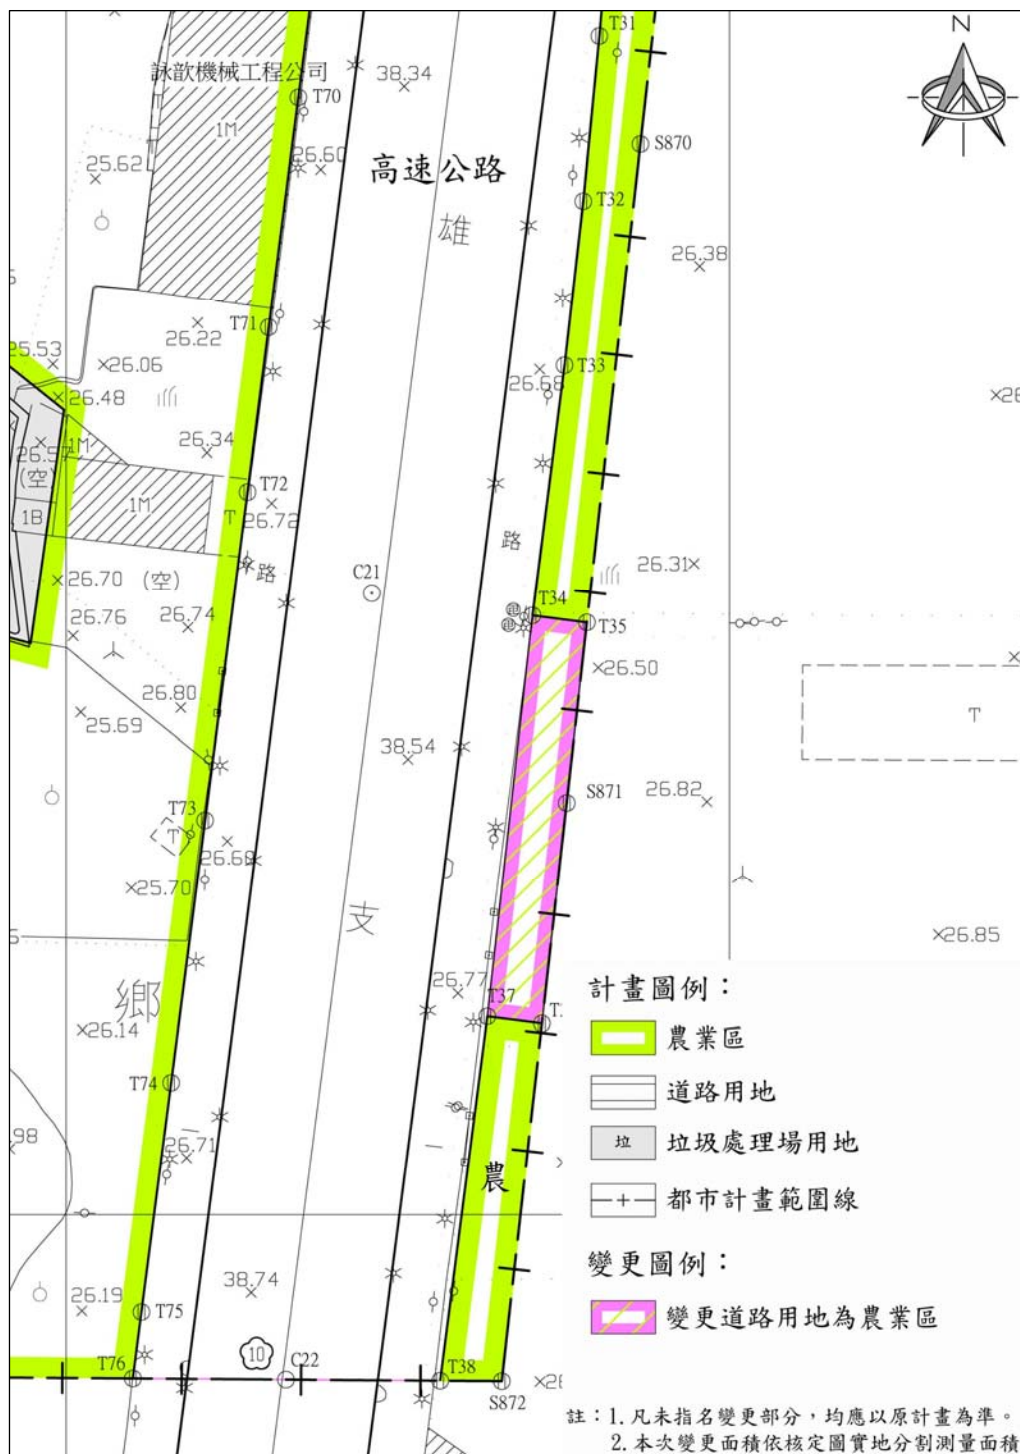 T31
N
詠歆機械工程公司
38.34
T70
1M
26.60
S870
25.62
高速公路
T32
雄
26.38
T71
26.22
25.53
26.06
T33
26.68
26.48
26.34
1M
26.57
(空)
T72
1M
1B
T
26.72
路
路
C21
26.31
26.70
(空)
T34
T35
26.76
26.74
26.50
26.80
25.69
T
38.54
S871
26.82
T73
T
25.70
支
26.85
26.77
鄉
T37
26.14
計畫圖例：
農業區
T74
道路用地
26.71
垃
垃圾處理場用地
農
都市計畫範圍線
變更圖例：
38.74
26.19
T75
變更道路用地為農業區
10
T76
C22
T38
S872
註：1. 凡未指名變更部分，均應以原計畫為準。
2. 本次變更面積依核定圖實地分割測量面積